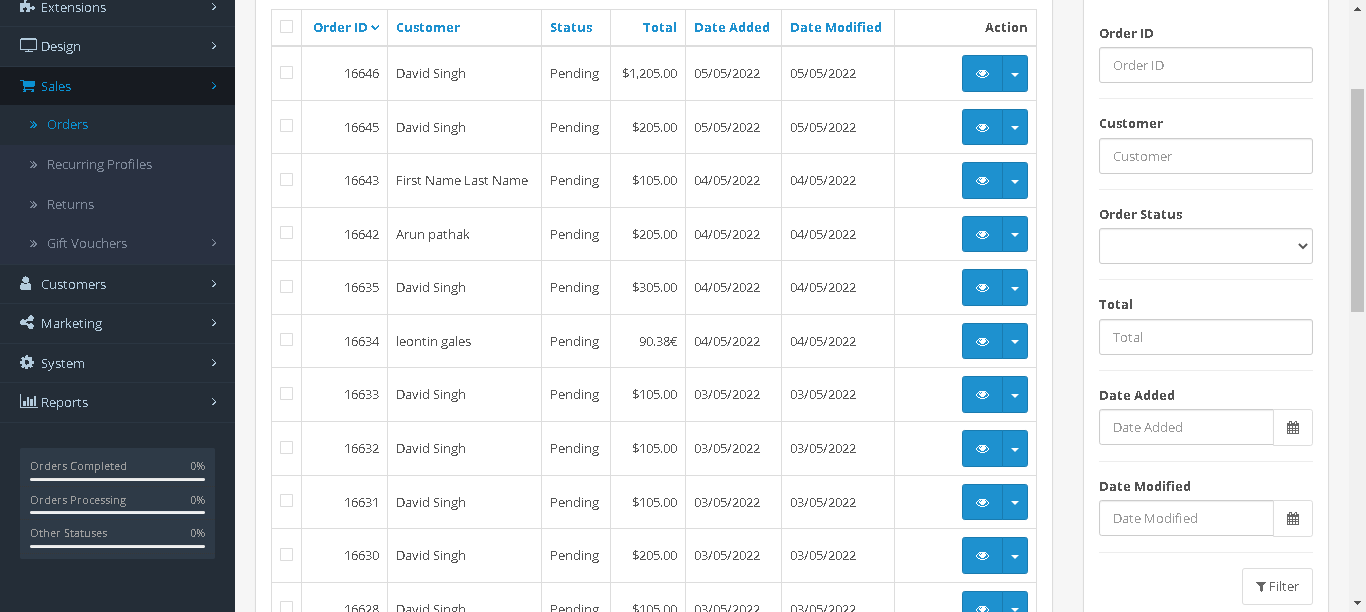 Extensions
Design
Sales
Orders
Recurring Profiles
Returns
Gift Vouchers
Customers
Marketing
System
Reports
Orders Completed 0%
Orders Processing 0%
Other Statuses 0%
Order ID Customer Status Total Date Added Date Modified Action
16646 David Singh Pending $1,205.00 05/05/2022 05/05/2022
16645 David Singh Pending $205.00 05/05/2022 05/05/2022
16643 First Name Last Name Pending $105.00 04/05/2022 04/05/2022
16642 Arun pathak Pending $205.00 04/05/2022 04/05/2022
16635 David Singh Pending $305.00 04/05/2022 04/05/2022
16634 leontin gales Pending 90.38€ 04/05/2022 04/05/2022
16633 David Singh Pending $105.00 03/05/2022 03/05/2022
16632 David Singh Pending $105.00 03/05/2022 03/05/2022
16631 David Singh Pending $105.00 03/05/2022 03/05/2022
16630 David Singh Pending $205.00 03/05/2022 03/05/2022
16628 David Singh Pending $105.00 03/05/2022 03/05/2022
Order ID
Order ID
Customer
Customer
Order Status
Total
Total
Date Added
Date Added
Date Modified
Date Modified
Filter